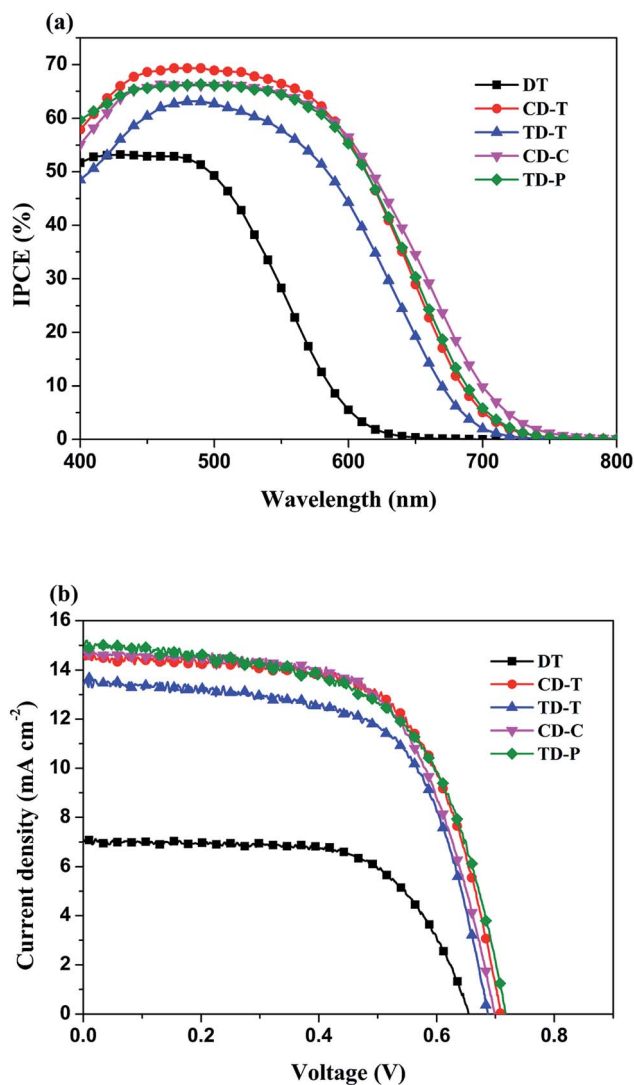 (a)
70
60
50
40
30
20
10
0
IPCE (%)
DT
CD-T
TD-T
CD-C
TD-P
400 500 600 700 800
Wavelength (nm)
(b)
16
14
12
10
8
6
4
2
0
Current density (mA cm⁻²)
DT
CD-T
TD-T
CD-C
TD-P
0.0 0.2 0.4 0.6 0.8
Voltage (V)